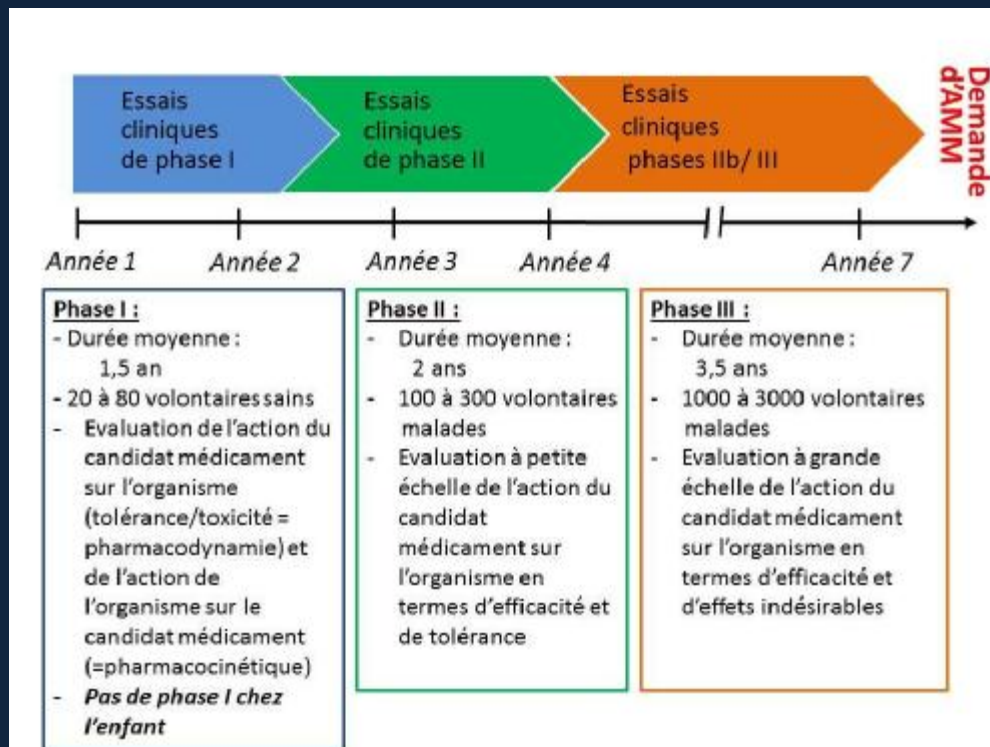 Essais
cliniques
de phase I
Essais
cliniques
de phase II
Essais
cliniques
phases IIb/ III
Demande
d'AMM
Année 1
Année 2
Année 3
Année 4
Année 7
Phase I :
- Durée moyenne :
1,5 an
- 20 à 80 volontaires sains
- Evaluation de l'action du
candidat médicament
sur l'organisme
(tolérance/toxicité =
pharmacodynamie) et
de l'action de
l'organisme sur le
candidat médicament
(=pharmacocinétique)
- Pas de phase I chez
l'enfant
Phase II :
- Durée moyenne :
2 ans
- 100 à 300 volontaires
malades
- Evaluation à petite
échelle de l'action du
candidat
médicament sur
l'organisme en
termes d'efficacité et
de tolérance
Phase III :
- Durée moyenne :
3,5 ans
- 1000 à 3000 volontaires
malades
- Evaluation à grande
échelle de l'action du
candidat médicament
sur l'organisme en
termes d'efficacité et
d'effets indésirables